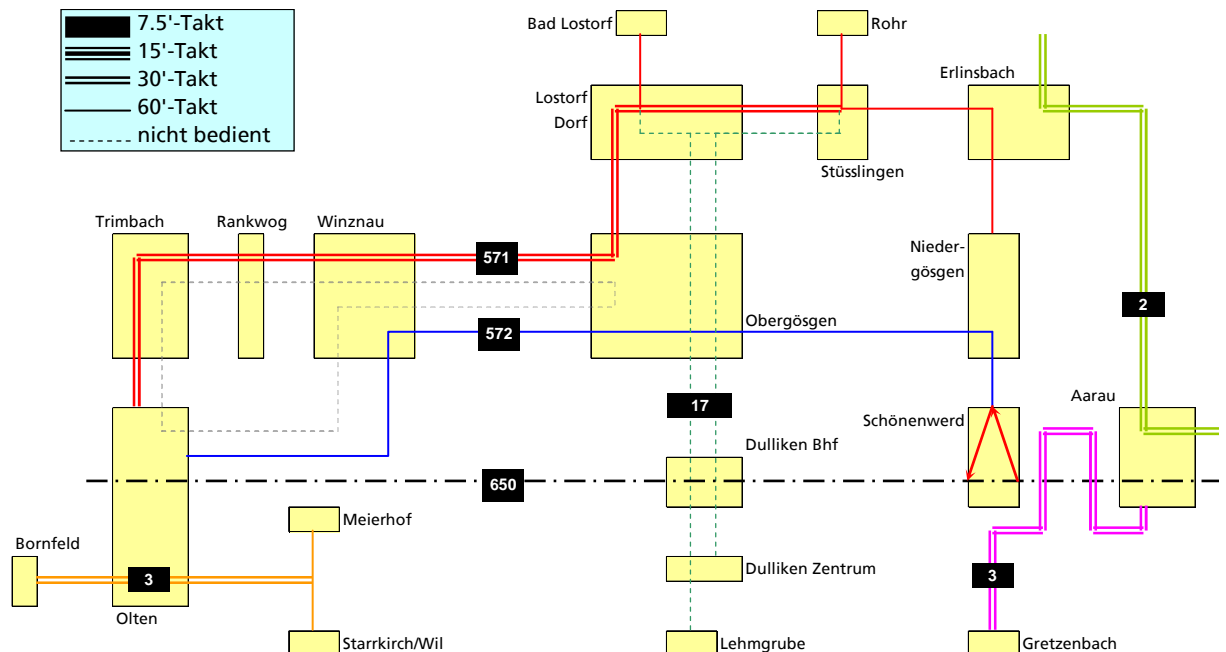 7.5'-Takt
15'-Takt
30'-Takt
60'-Takt
nicht bedient
Bad Lostorf
Rohr
Erlinsbach
Lostorf
Dorf
Stüsslingen
Trimbach
Rankwog
Winznau
Nieder-
gösgen
571
2
572
Obergösgen
17
Schönenwerd
Aarau
Dulliken Bhf
650
Meierhof
Bornfeld
3
Dulliken Zentrum
3
Olten
Starrkirch/Wil
Lehmgrube
Gretzenbach